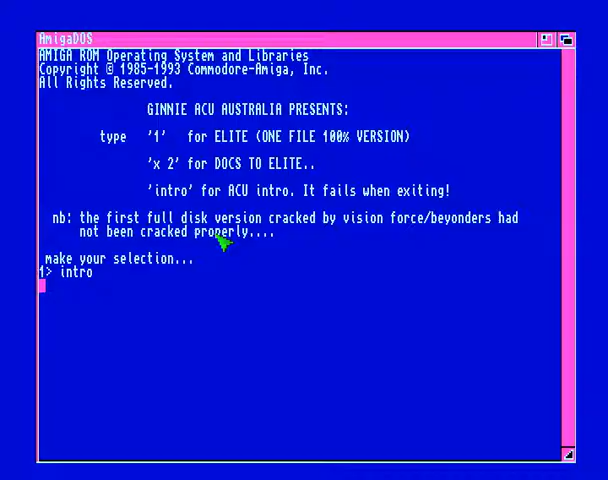 AmigaDOS
AMIGA ROM Operating System and Libraries
Copyright © 1985-1993 Commodore-Amiga, Inc.
All Rights Reserved.
GINNIE ACU AUSTRALIA PRESENTS:
type '1' for ELITE (ONE FILE 100% VERSION)
'x 2' for DOCS TO ELITE..
'intro' for ACU intro. It fails when exiting!
nb: the first full disk version cracked by vision force/beyonders had
not been cracked properly....
make your selection...
1> intro